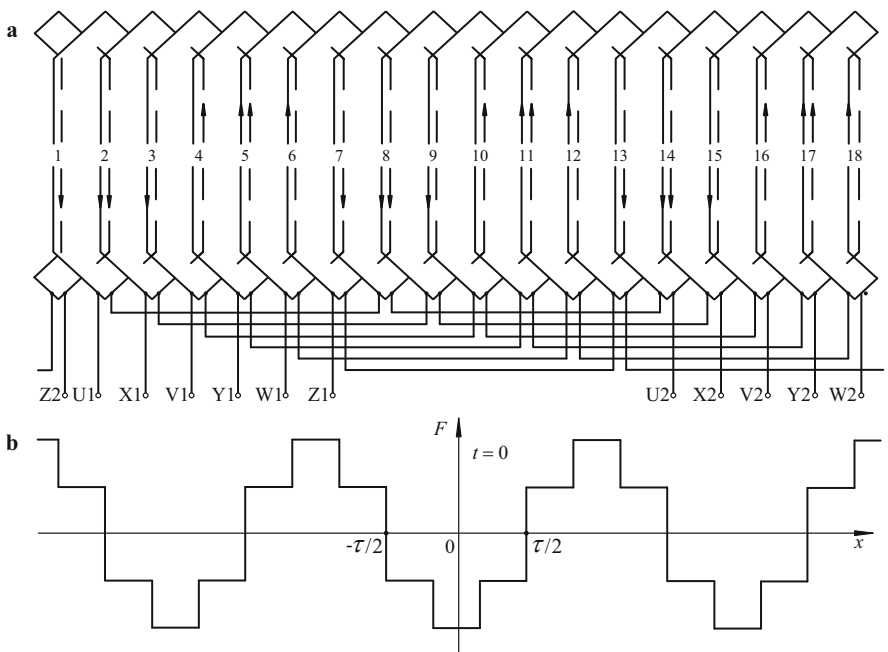 a
1 2 3 4 5 6 7 8 9 10 11 12 13 14 15 16 17 18
Z2 U1 X1 V1 Y1 W1 Z1 U2 X2 V2 Y2 W2
b
F
t = 0
-τ/2 0 τ/2 x